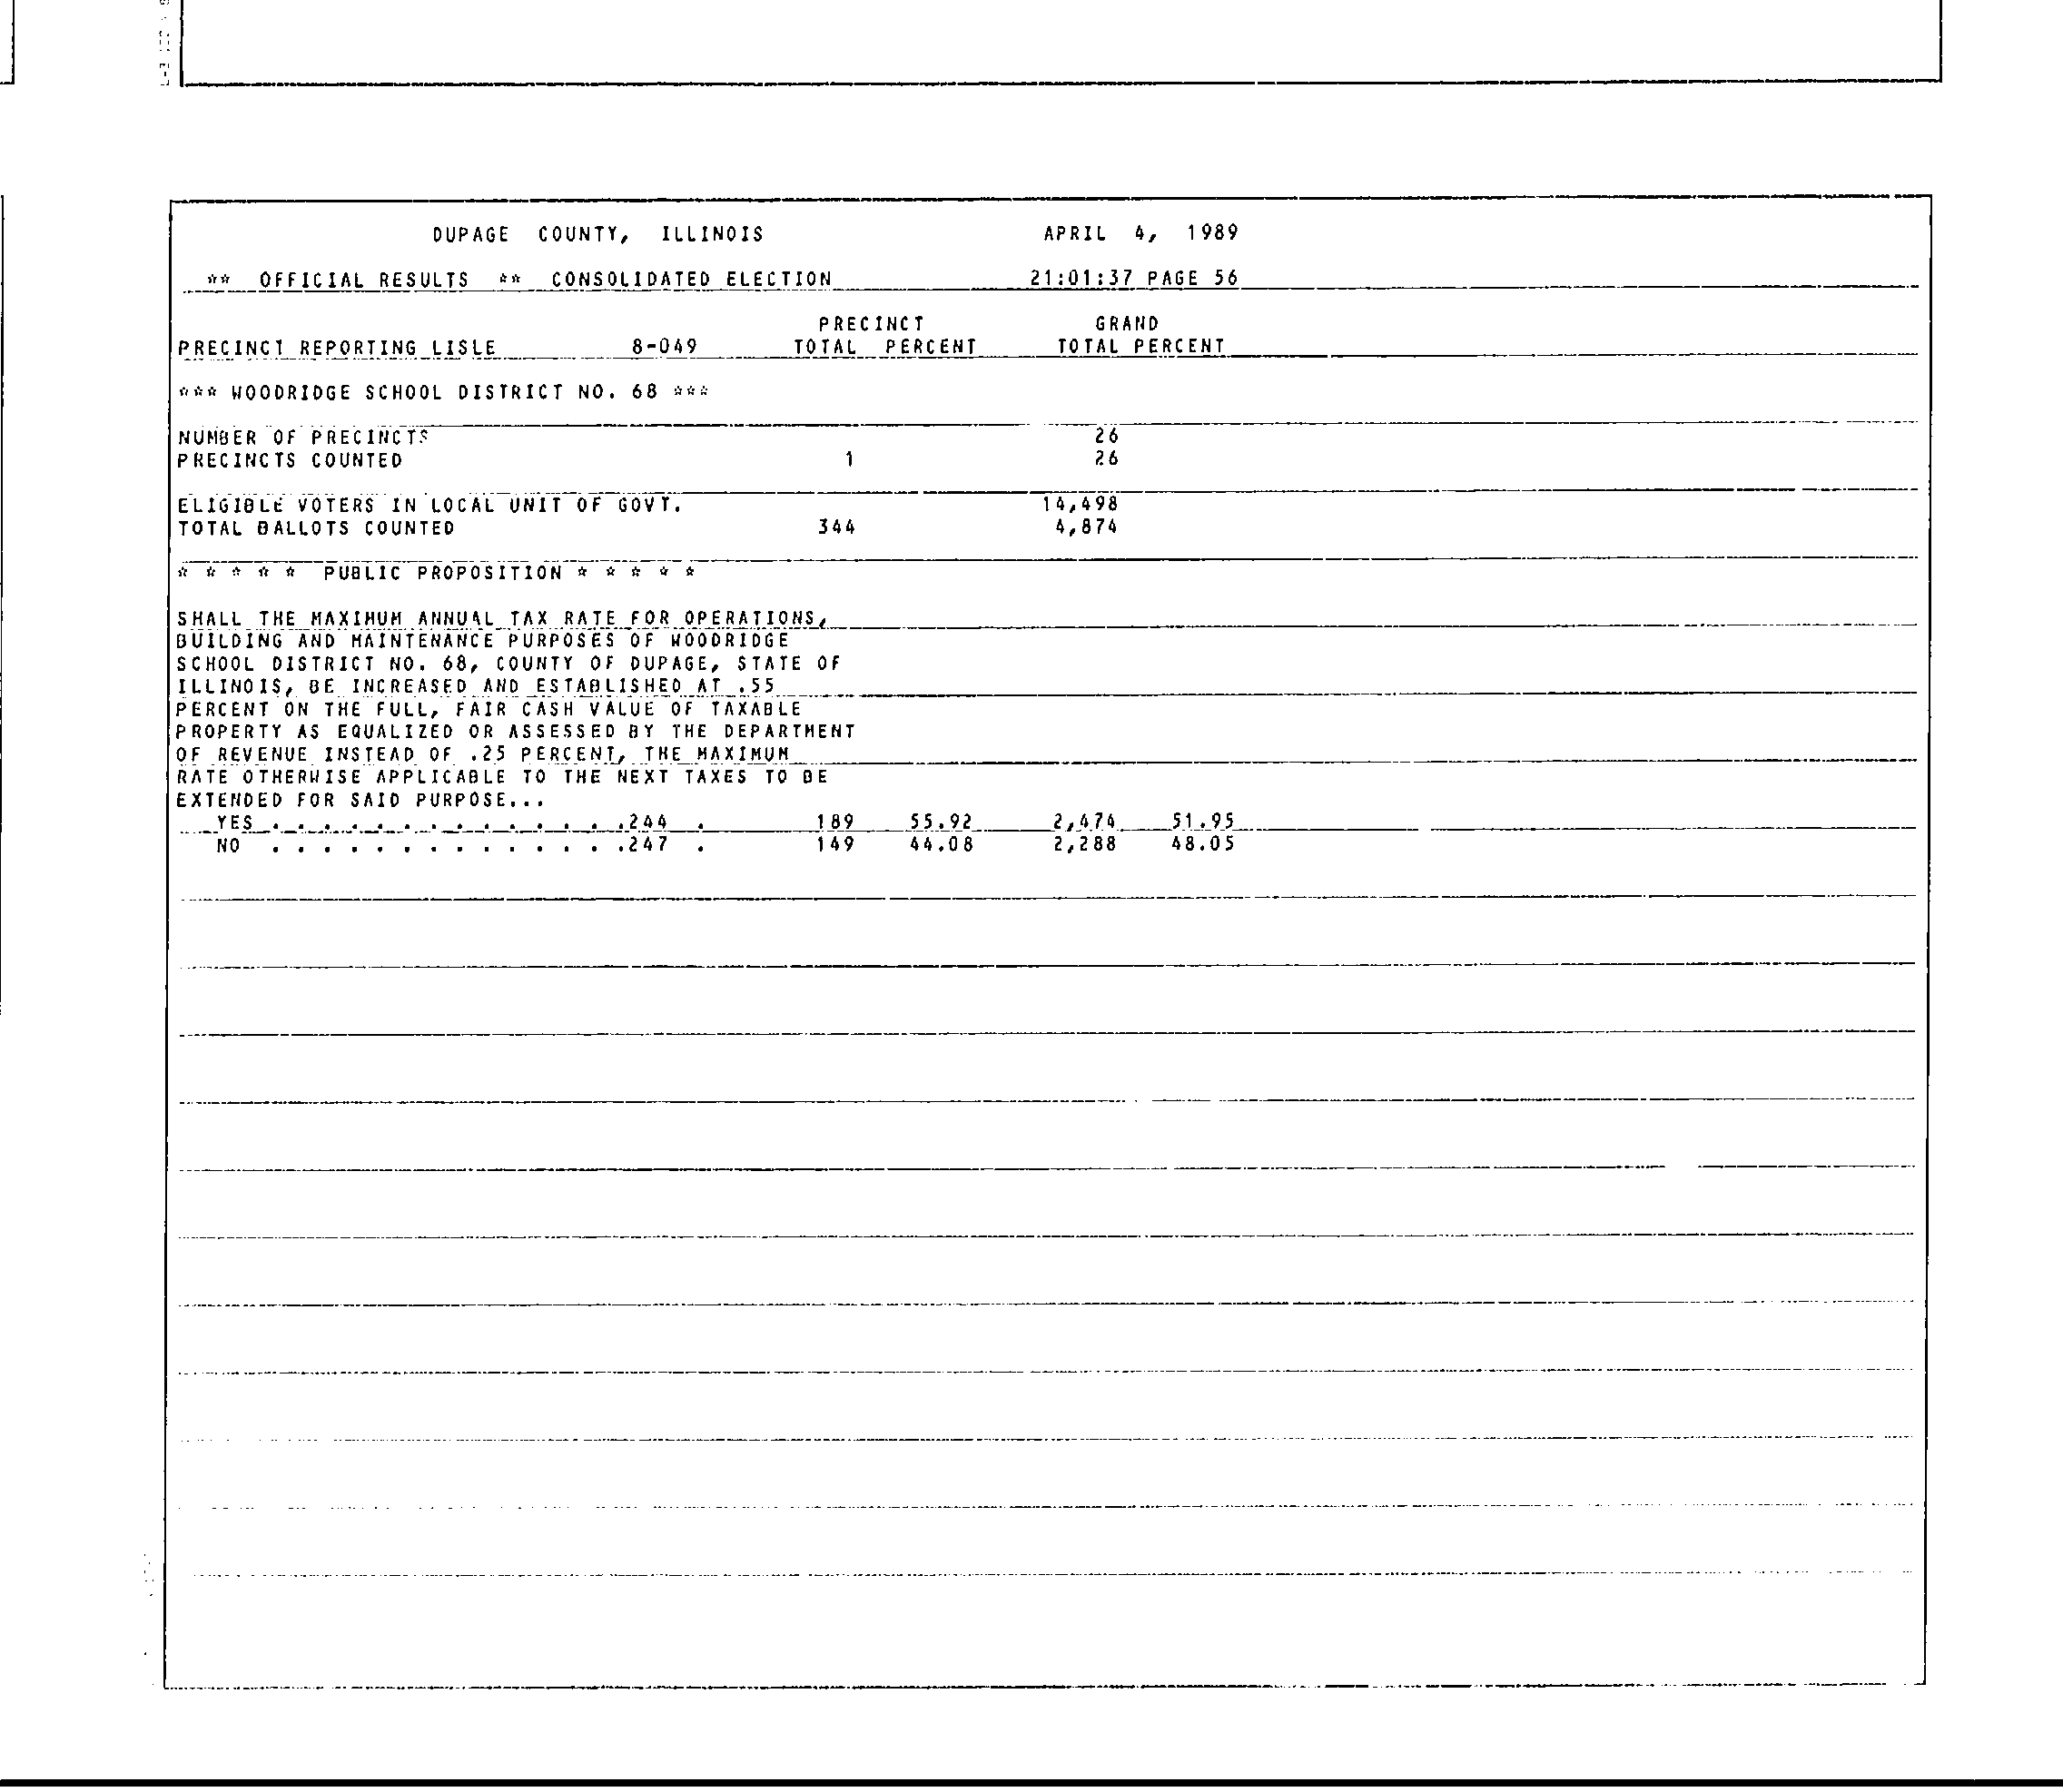 DUPAGE COUNTY, ILLINOIS APRIL 4, 1989
** OFFICIAL RESULTS ** CONSOLIDATED ELECTION 21:01:37 PAGE 56
PRECINCT GRAND
PRECINCT REPORTING LISLE 8-049 TOTAL PERCENT TOTAL PERCENT
*** WOODRIDGE SCHOOL DISTRICT NO. 68 ***
NUMBER OF PRECINCTS 26
PRECINCTS COUNTED 1 26
ELIGIBLE VOTERS IN LOCAL UNIT OF GOVT. 14,498
TOTAL BALLOTS COUNTED 344 4,874
* * * * * PUBLIC PROPOSITION * * * * *
SHALL THE MAXIMUM ANNUAL TAX RATE FOR OPERATIONS,
BUILDING AND MAINTENANCE PURPOSES OF WOODRIDGE
SCHOOL DISTRICT NO. 68, COUNTY OF DUPAGE, STATE OF
ILLINOIS, BE INCREASED AND ESTABLISHED AT .55
PERCENT ON THE FULL, FAIR CASH VALUE OF TAXABLE
PROPERTY AS EQUALIZED OR ASSESSED BY THE DEPARTMENT
OF REVENUE INSTEAD OF .25 PERCENT, THE MAXIMUM
RATE OTHERWISE APPLICABLE TO THE NEXT TAXES TO BE
EXTENDED FOR SAID PURPOSE...
YES . . . . . . . . . . . . . .244 . 189 55.92 2,474 51.95
NO . . . . . . . . . . . . . .247 . 149 44.08 2,288 48.05